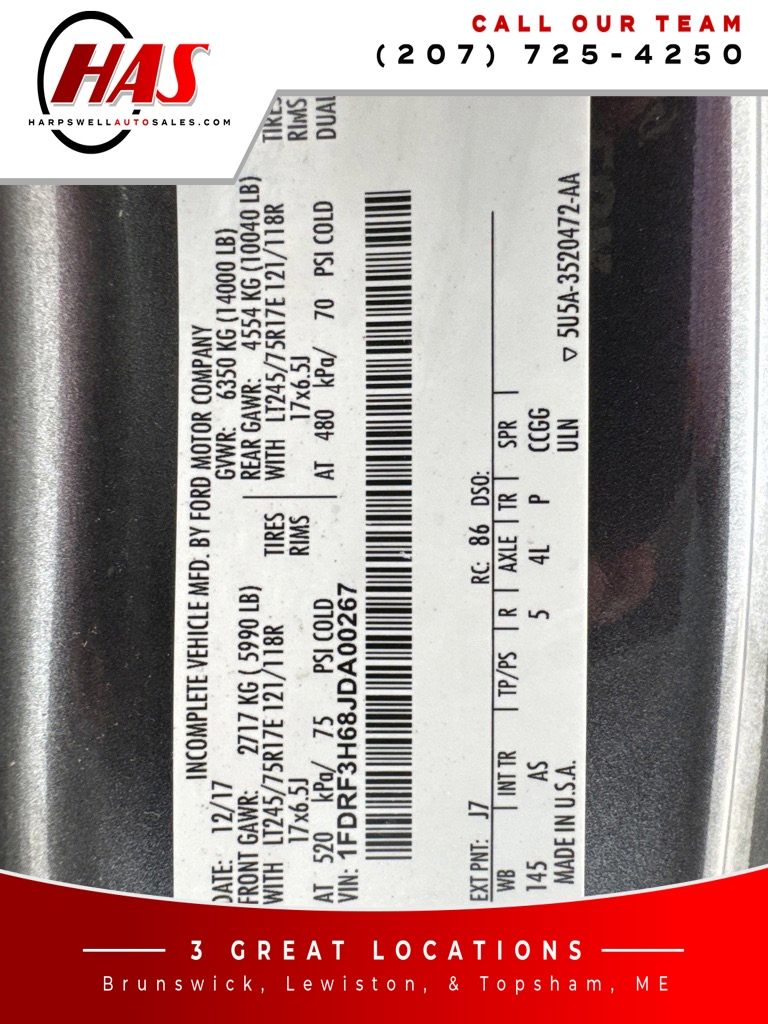 HAS
HARPSWELLAUTOSALES.COM
CALL OUR TEAM
(207) 725-4250
INCOMPLETE VEHICLE MFD. BY FORD MOTOR COMPANY
DATE: 12/17 GVWR: 6350 KG (14000 LB)
FRONT GAWR: 2717 KG ( 5990 LB) REAR GAWR: 4554 KG (10040 LB)
WITH LT245/75R17E 121/118R TIRES WITH LT245/75R17E 121/118R TIRES
17x6.5J RIMS 17x6.5J RIMS
AT 520 kPa/ 75 PSI COLD AT 480 kPa/ 70 PSI COLD DUAL
VIN: 1FDRF3H68JDA00267
EXT PNT: J7 RC: 86 DSO:
WB INT TR TP/PS R AXLE TR SPR
145 AS 5 4L P CCGG
MADE IN U.S.A. ULN
5U5A-3520472-AA
3 GREAT LOCATIONS
Brunswick, Lewiston, & Topsham, ME